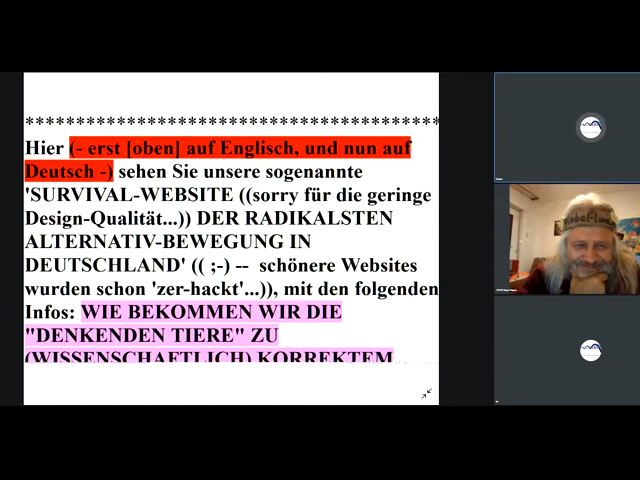 ******************************************
Hier (- erst [oben] auf Englisch, und nun auf
Deutsch -) sehen Sie unsere sogenannte
'SURVIVAL-WEBSITE ((sorry für die geringe
Design-Qualität...)) DER RADIKALSTEN
ALTERNATIV-BEWEGUNG IN
DEUTSCHLAND' (( ;-) -- schönere Websites
wurden schon 'zer-hackt'...)), mit den folgenden
Infos: WIE BEKOMMEN WIR DIE
"DENKENDEN TIERE" ZU
(WISSENSCHAFTLICH) KORREKTEM